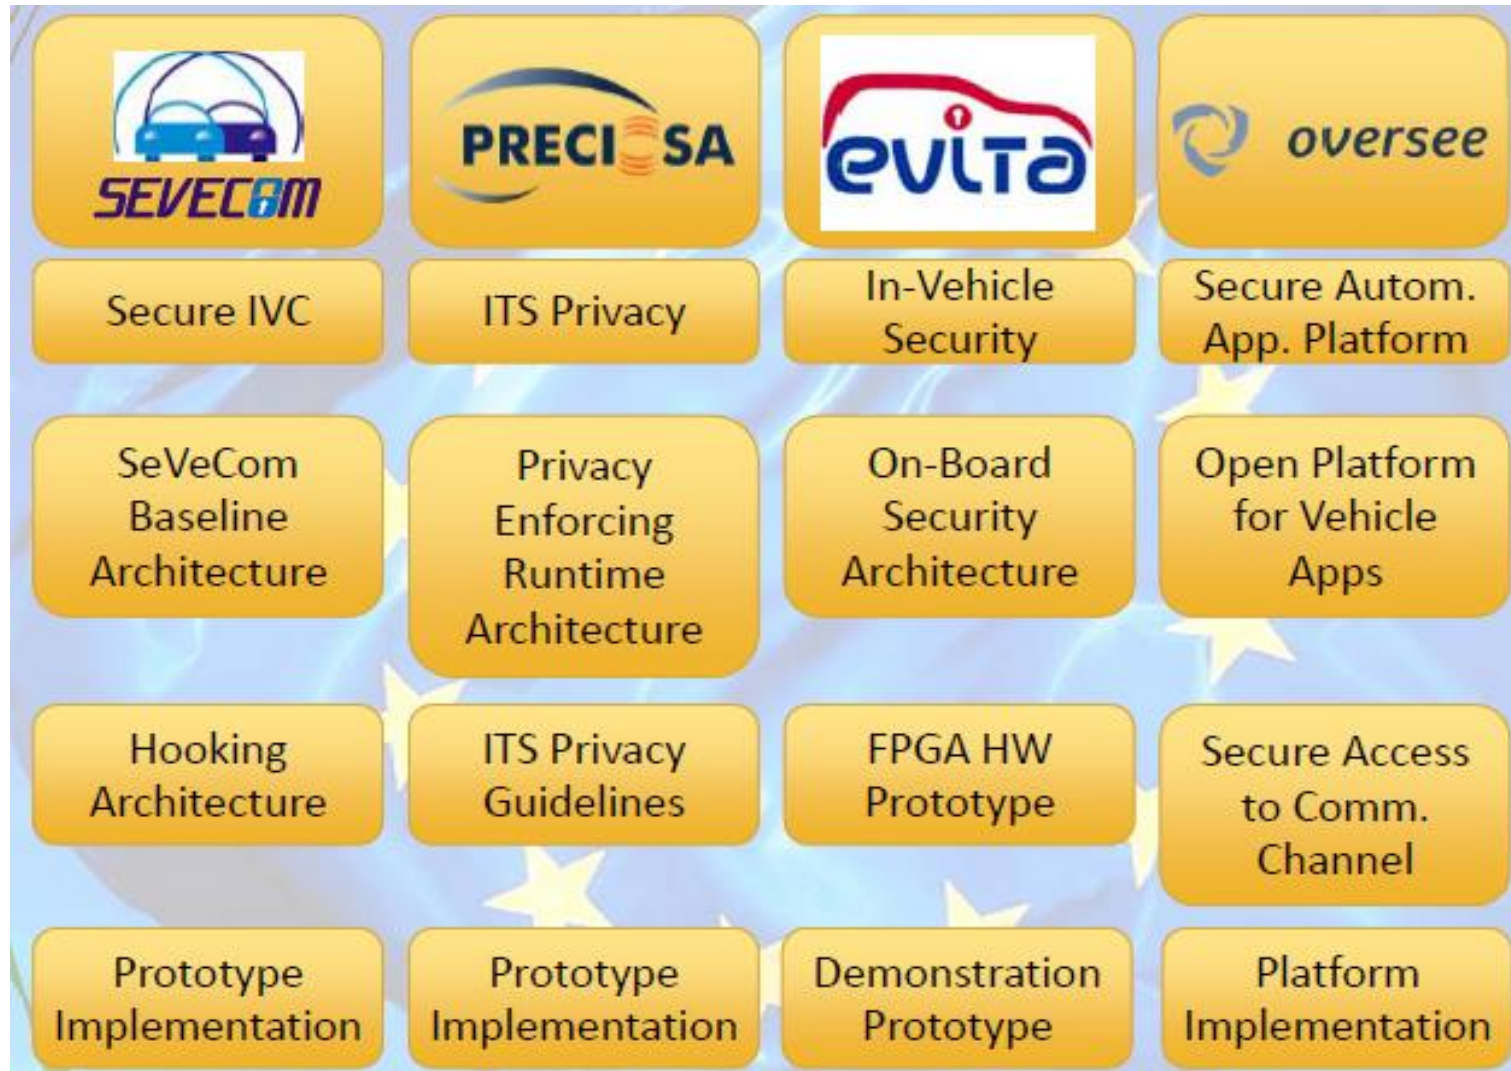 SEVECOM
PRECIOSA
evita
oversee
Secure IVC
ITS Privacy
In-Vehicle
Security
Secure Autom.
App. Platform
SeVeCom
Baseline
Architecture
Privacy
Enforcing
Runtime
Architecture
On-Board
Security
Architecture
Open Platform
for Vehicle
Apps
Hooking
Architecture
ITS Privacy
Guidelines
FPGA HW
Prototype
Secure Access
to Comm.
Channel
Prototype
Implementation
Prototype
Implementation
Demonstration
Prototype
Platform
Implementation